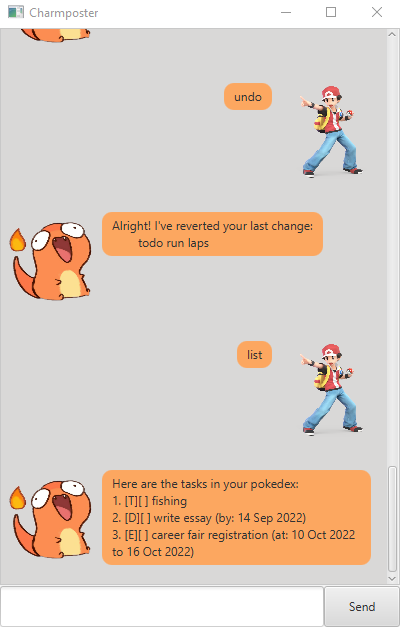 Charmposter
undo
Alright! I've reverted your last change:
todo run laps
list
Here are the tasks in your pokedex:
1. [T][ ] fishing
2. [D][ ] write essay (by: 14 Sep 2022)
3. [E][ ] career fair registration (at: 10 Oct 2022
to 16 Oct 2022)
Send